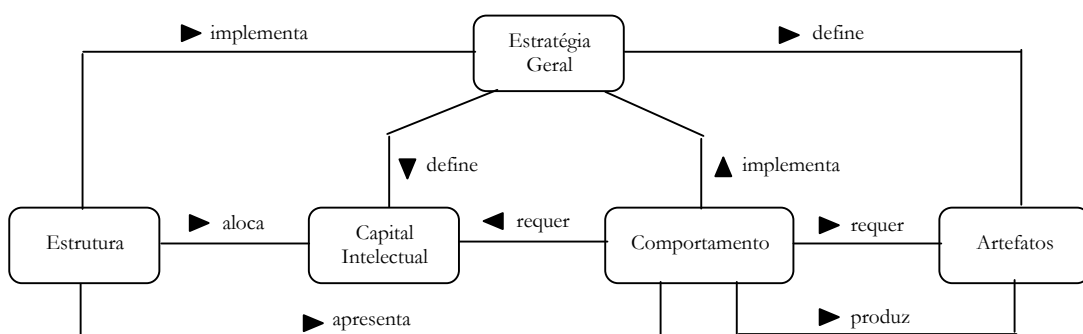 implementa
Estratégia
Geral
define
define
implementa
Estrutura
aloca
Capital
Intelectual
requer
Comportamento
requer
Artefatos
apresenta
produz